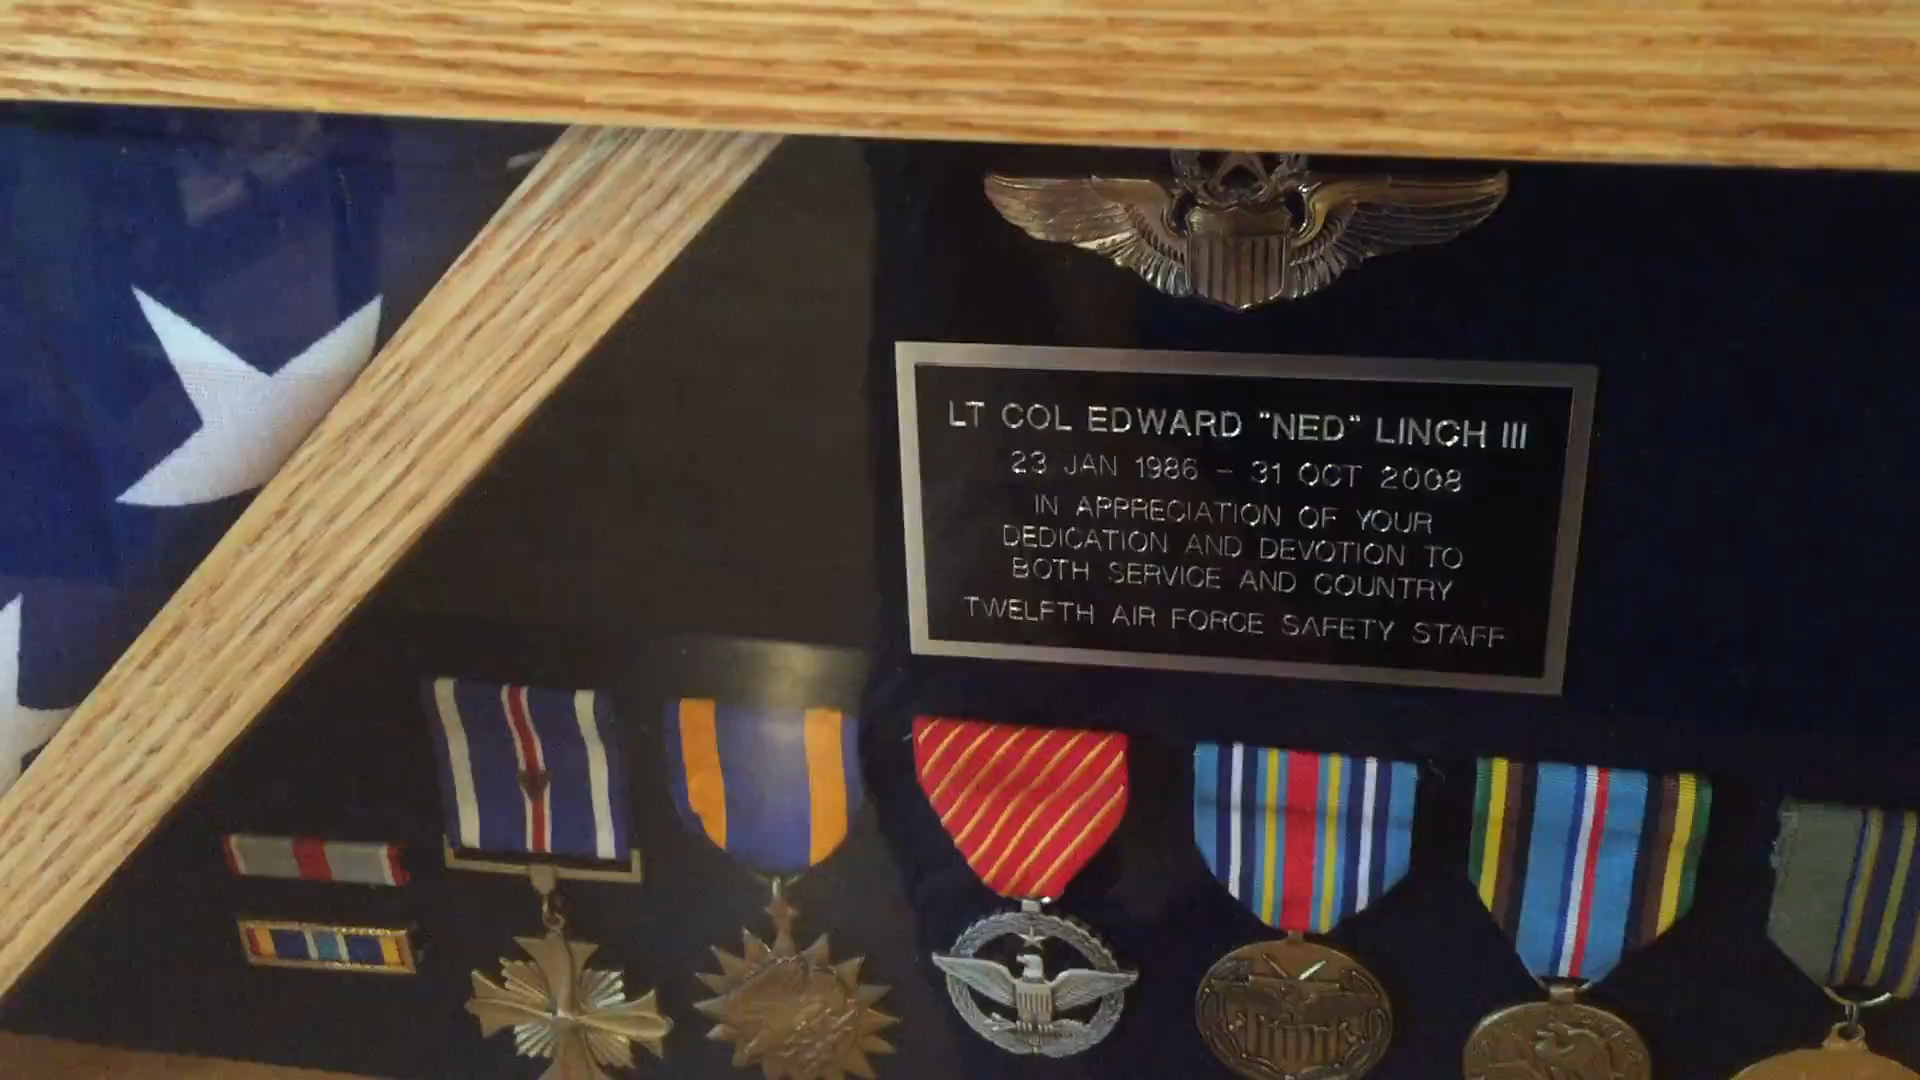 LT COL EDWARD "NED" LINCH III
23 JAN 1986 – 31 OCT 2008
IN APPRECIATION OF YOUR
DEDICATION AND DEVOTION TO
BOTH SERVICE AND COUNTRY
TWELFTH AIR FORCE SAFETY STAFF